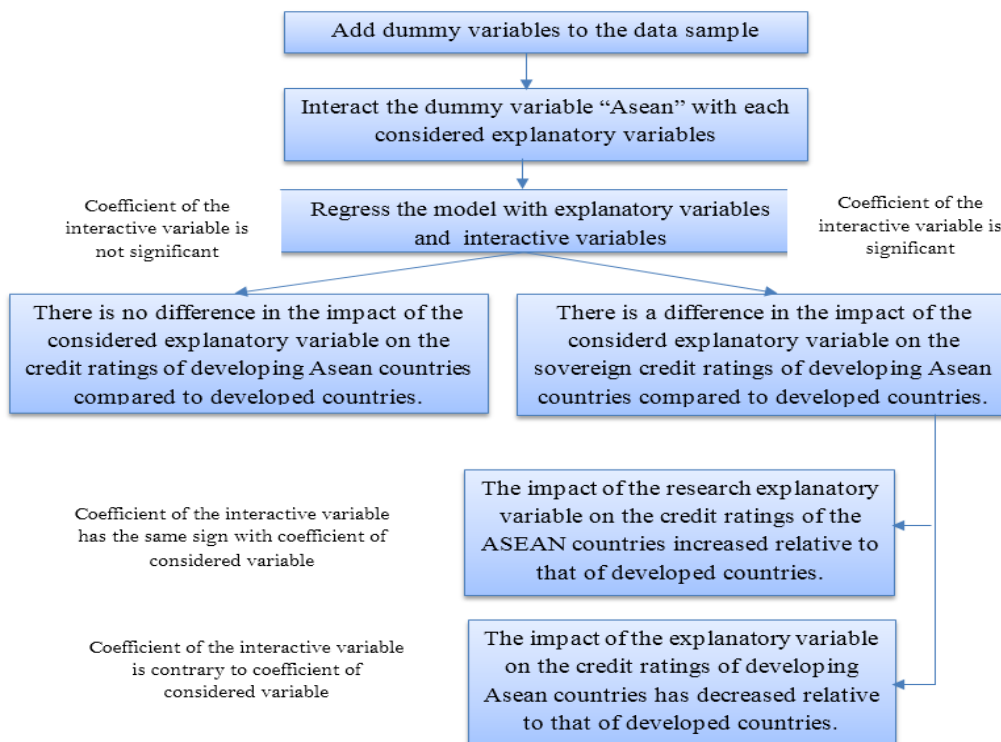 Add dummy variables to the data sample
Interact the dummy variable “Asean” with each
considered explanatory variables
Regress the model with explanatory variables
and interactive variables
Coefficient of the
interactive variable is
not significant
Coefficient of the
interactive variable is
significant
There is no difference in the impact of the
considered explanatory variable on the
credit ratings of developing Asean countries
compared to developed countries.
There is a difference in the impact of the
considerd explanatory variable on the
sovereign credit ratings of developing Asean
countries compared to developed countries.
Coefficient of the interactive variable
has the same sign with coefficient of
considered variable
The impact of the research explanatory
variable on the credit ratings of the
ASEAN countries increased relative to
that of developed countries.
Coefficient of the interactive variable
is contrary to coefficient of
considered variable
The impact of the explanatory variable
on the credit ratings of developing
Asean countries has decreased relative
to that of developed countries.